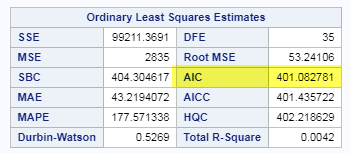 Ordinary Least Squares Estimates
SSE 99211.3691 DFE 35
MSE 2835 Root MSE 53.24106
SBC 404.304617 AIC 401.082781
MAE 43.2194072 AICC 401.435722
MAPE 177.571338 HQC 402.218629
Durbin-Watson 0.5269 Total R-Square 0.0042